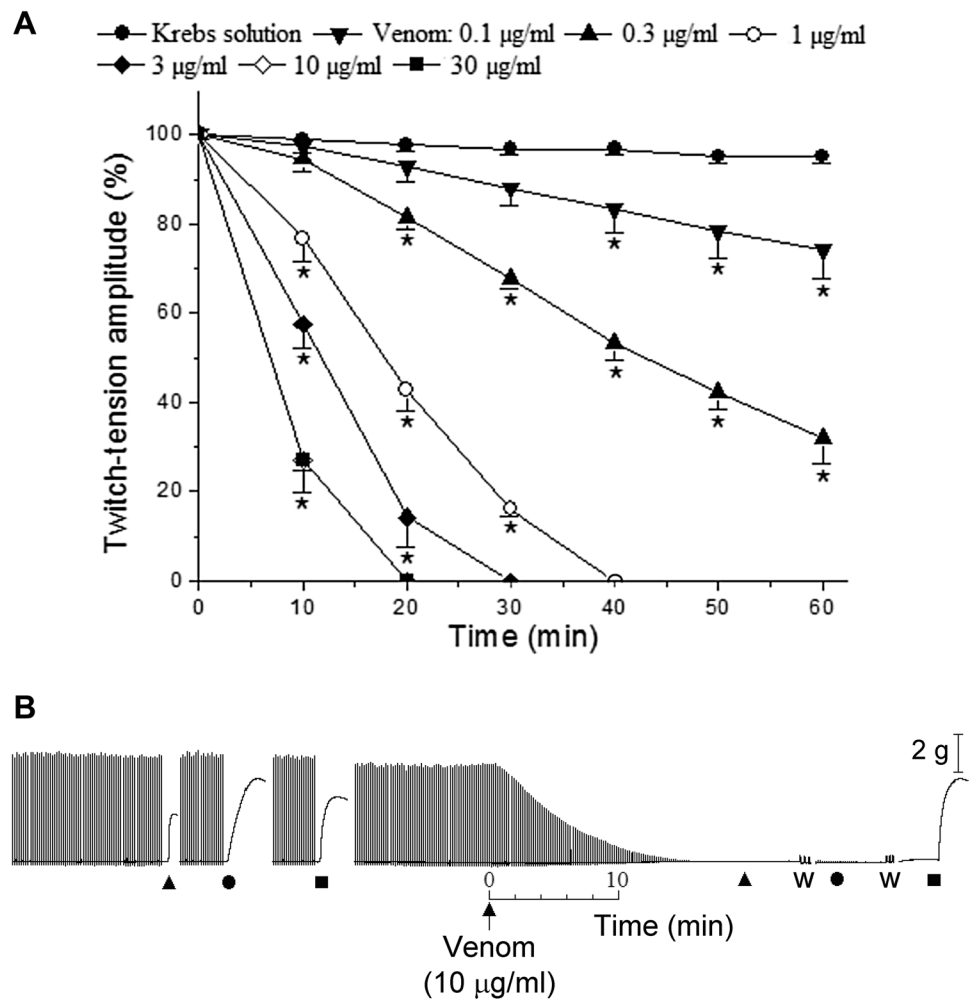 A
Krebs solution Venom: 0.1 μg/ml 0.3 μg/ml 1 μg/ml
3 μg/ml 10 μg/ml 30 μg/ml
Twitch-tension amplitude (%)
100
80
60
40
20
0
* * * * * * * * * * * * * *
0 10 20 30 40 50 60
Time (min)
B
2 g
W W
0 10
Time (min)
Venom
(10 μg/ml)